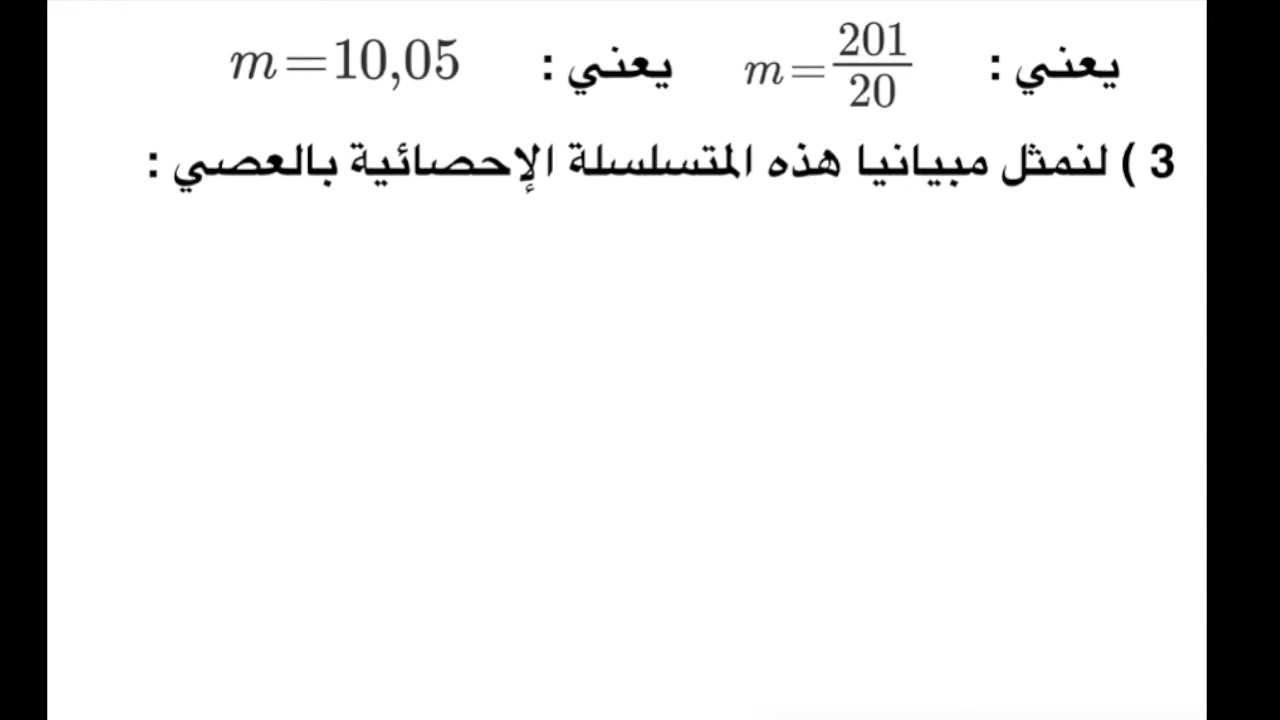 يعني : m=201/20 يعني : m=10,05
3 ) لنمثل مبيانيا هذه المتسلسلة الإحصائية بالعصي :